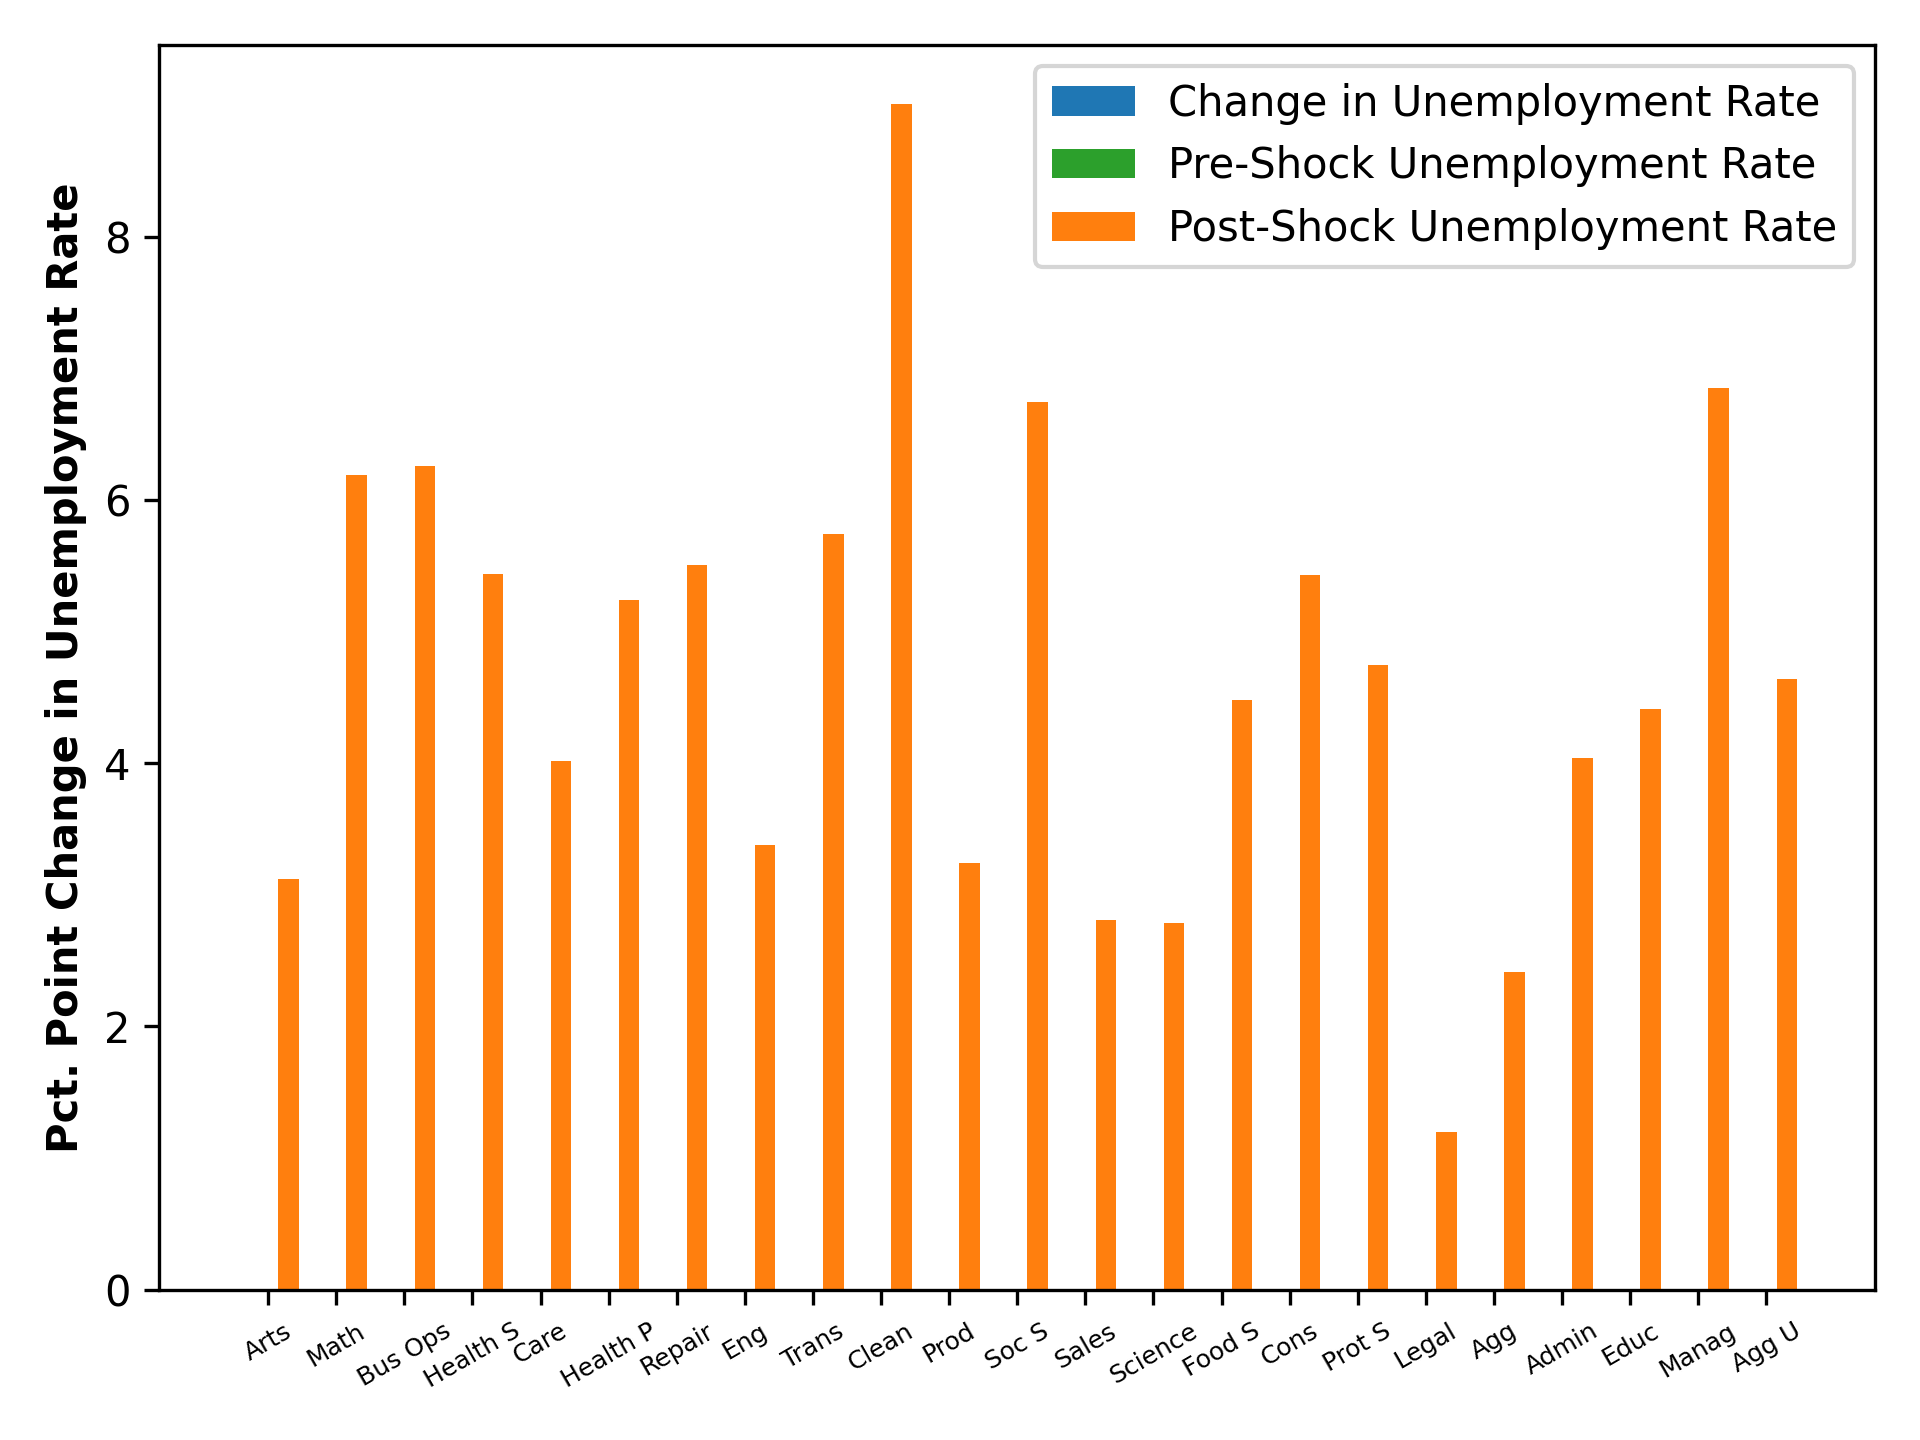 Pct. Point Change in Unemployment Rate
Change in Unemployment Rate
Pre-Shock Unemployment Rate
Post-Shock Unemployment Rate
8
6
4
2
0
Arts
Math
Bus Ops
Health S
Care
Health P
Repair
Eng
Trans
Clean
Prod
Soc S
Sales
Science
Food S
Cons
Prot S
Legal
Agg
Admin
Educ
Manag
Agg U